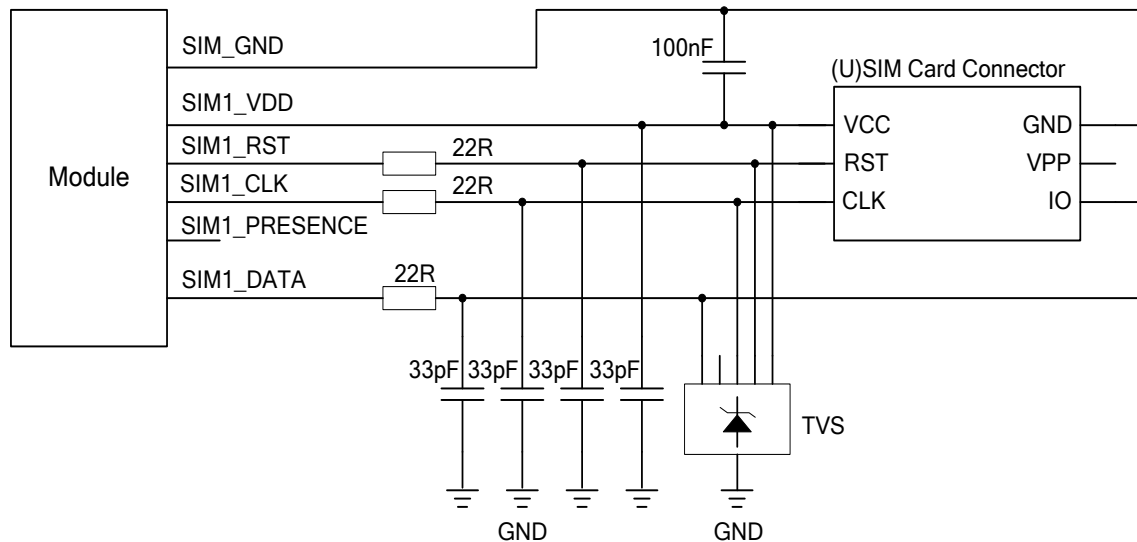 SIM_GND
100nF
(U)SIM Card Connector
SIM1_VDD
VCC
GND
SIM1_RST
22R
RST
VPP
Module
SIM1_CLK
22R
CLK
IO
SIM1_PRESENCE
SIM1_DATA
22R
33pF 33pF 33pF 33pF
TVS
GND
GND